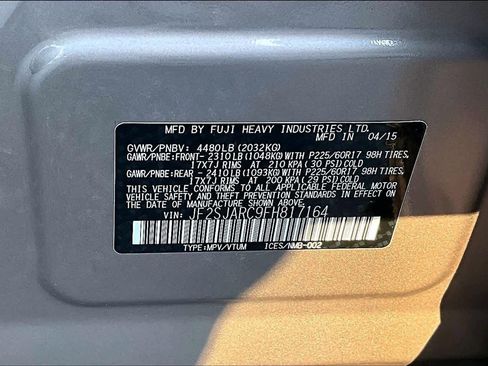 MFD BY FUJI HEAVY INDUSTRIES LTD.
MFD IN 04/15
GVWR/PNBV: 4480LB(2032KG)
GAWR/PNBE:FRONT- 2310LB(1048KG)WITH P225/60R17 98H TIRES,
17X7J RIMS AT 210 KPA(30 PSI)COLD
GAWR/PNBE:REAR - 2410LB(1093KG)WITH P225/60R17 98H TIRES,
17X7J RIMS AT 200 KPA(29 PSI)COLD
THIS VEHICLE CONFORMS TO ALL APPLICABLE FEDERAL MOTOR
VEHICLE SAFETY AND THEFT PREVENTION STANDARDS IN EFFECT
ON THE DATE OF MANUFACTURE SHOWN ABOVE.
VIN: JF2SJARC9FH817164
TYPE:MPV/VTUM ICES/NMB-002